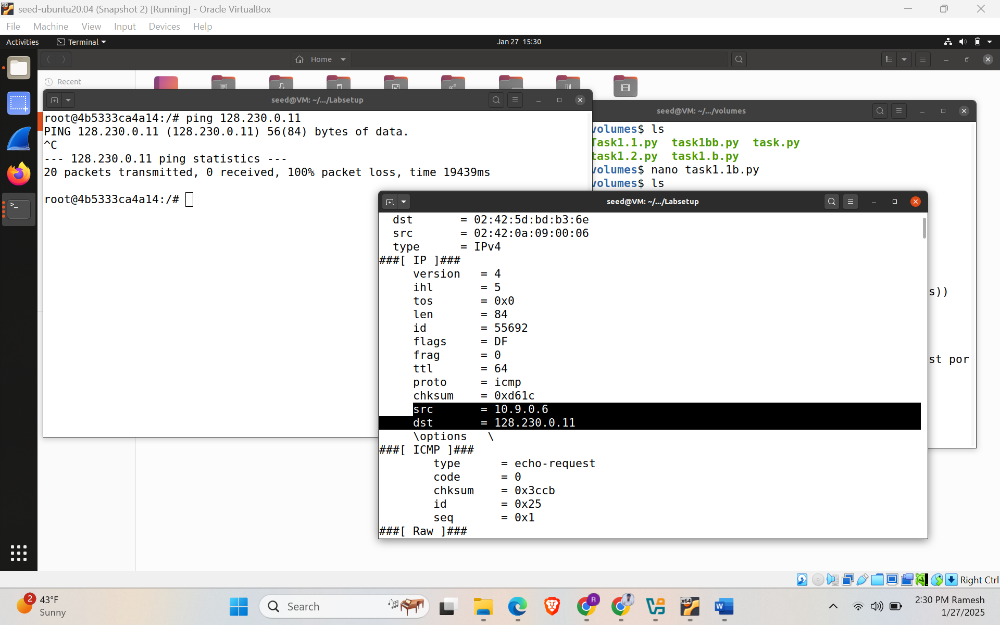 seed-ubuntu20.04 (Snapshot 2) [Running] - Oracle VirtualBox
File Machine View Input Devices Help
Activities Terminal Jan 27 15:30
Home
Recent
seed@VM: ~/.../Labsetup
root@4b5333ca4a14:/# ping 128.230.0.11
PING 128.230.0.11 (128.230.0.11) 56(84) bytes of data.
^C
--- 128.230.0.11 ping statistics ---
20 packets transmitted, 0 received, 100% packet loss, time 19439ms
root@4b5333ca4a14:/#
seed@VM: ~/.../volumes
volumes$ ls
Task1.1.py task1bb.py task.py
task1.2.py task1.b.py
volumes$ nano task1.1b.py
volumes$ ls
s))
st por
seed@VM: ~/.../Labsetup
dst = 02:42:5d:bd:b3:6e
src = 02:42:0a:09:00:06
type = IPv4
###[ IP ]###
version = 4
ihl = 5
tos = 0x0
len = 84
id = 55692
flags = DF
frag = 0
ttl = 64
proto = icmp
chksum = 0xd61c
src = 10.9.0.6
dst = 128.230.0.11
\options \
###[ ICMP ]###
type = echo-request
code = 0
chksum = 0x3ccb
id = 0x25
seq = 0x1
###[ Raw ]###
Right Ctrl
2
43°F
Sunny
Search
R
x64
W
2:30 PM Ramesh
1/27/2025